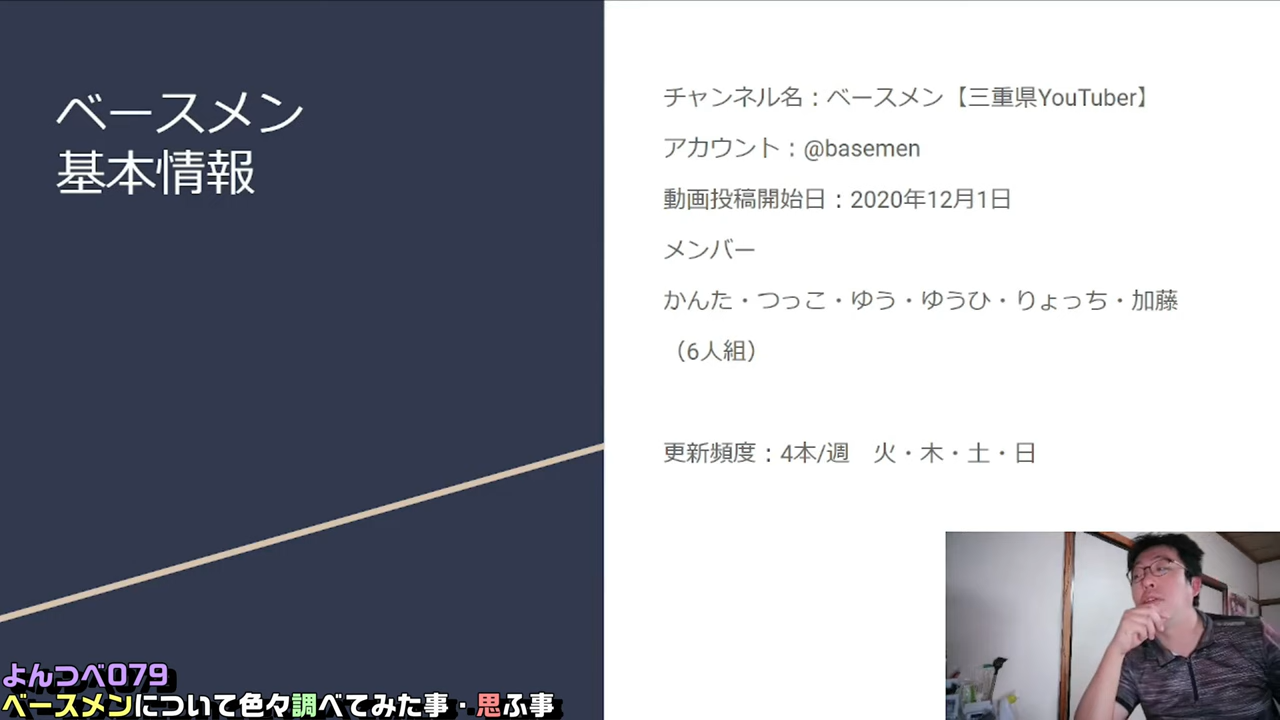 ベースメン
基本情報
チャンネル名：ベースメン【三重県YouTuber】
アカウント：@basemen
動画投稿開始日：2020年12月1日
メンバー
かんた・つっこ・ゆう・ゆうひ・りょっち・加藤
（6人組）
更新頻度：4本/週　火・木・土・日
よんつべ079
ベースメンについて色々調べてみた事・思ふ事